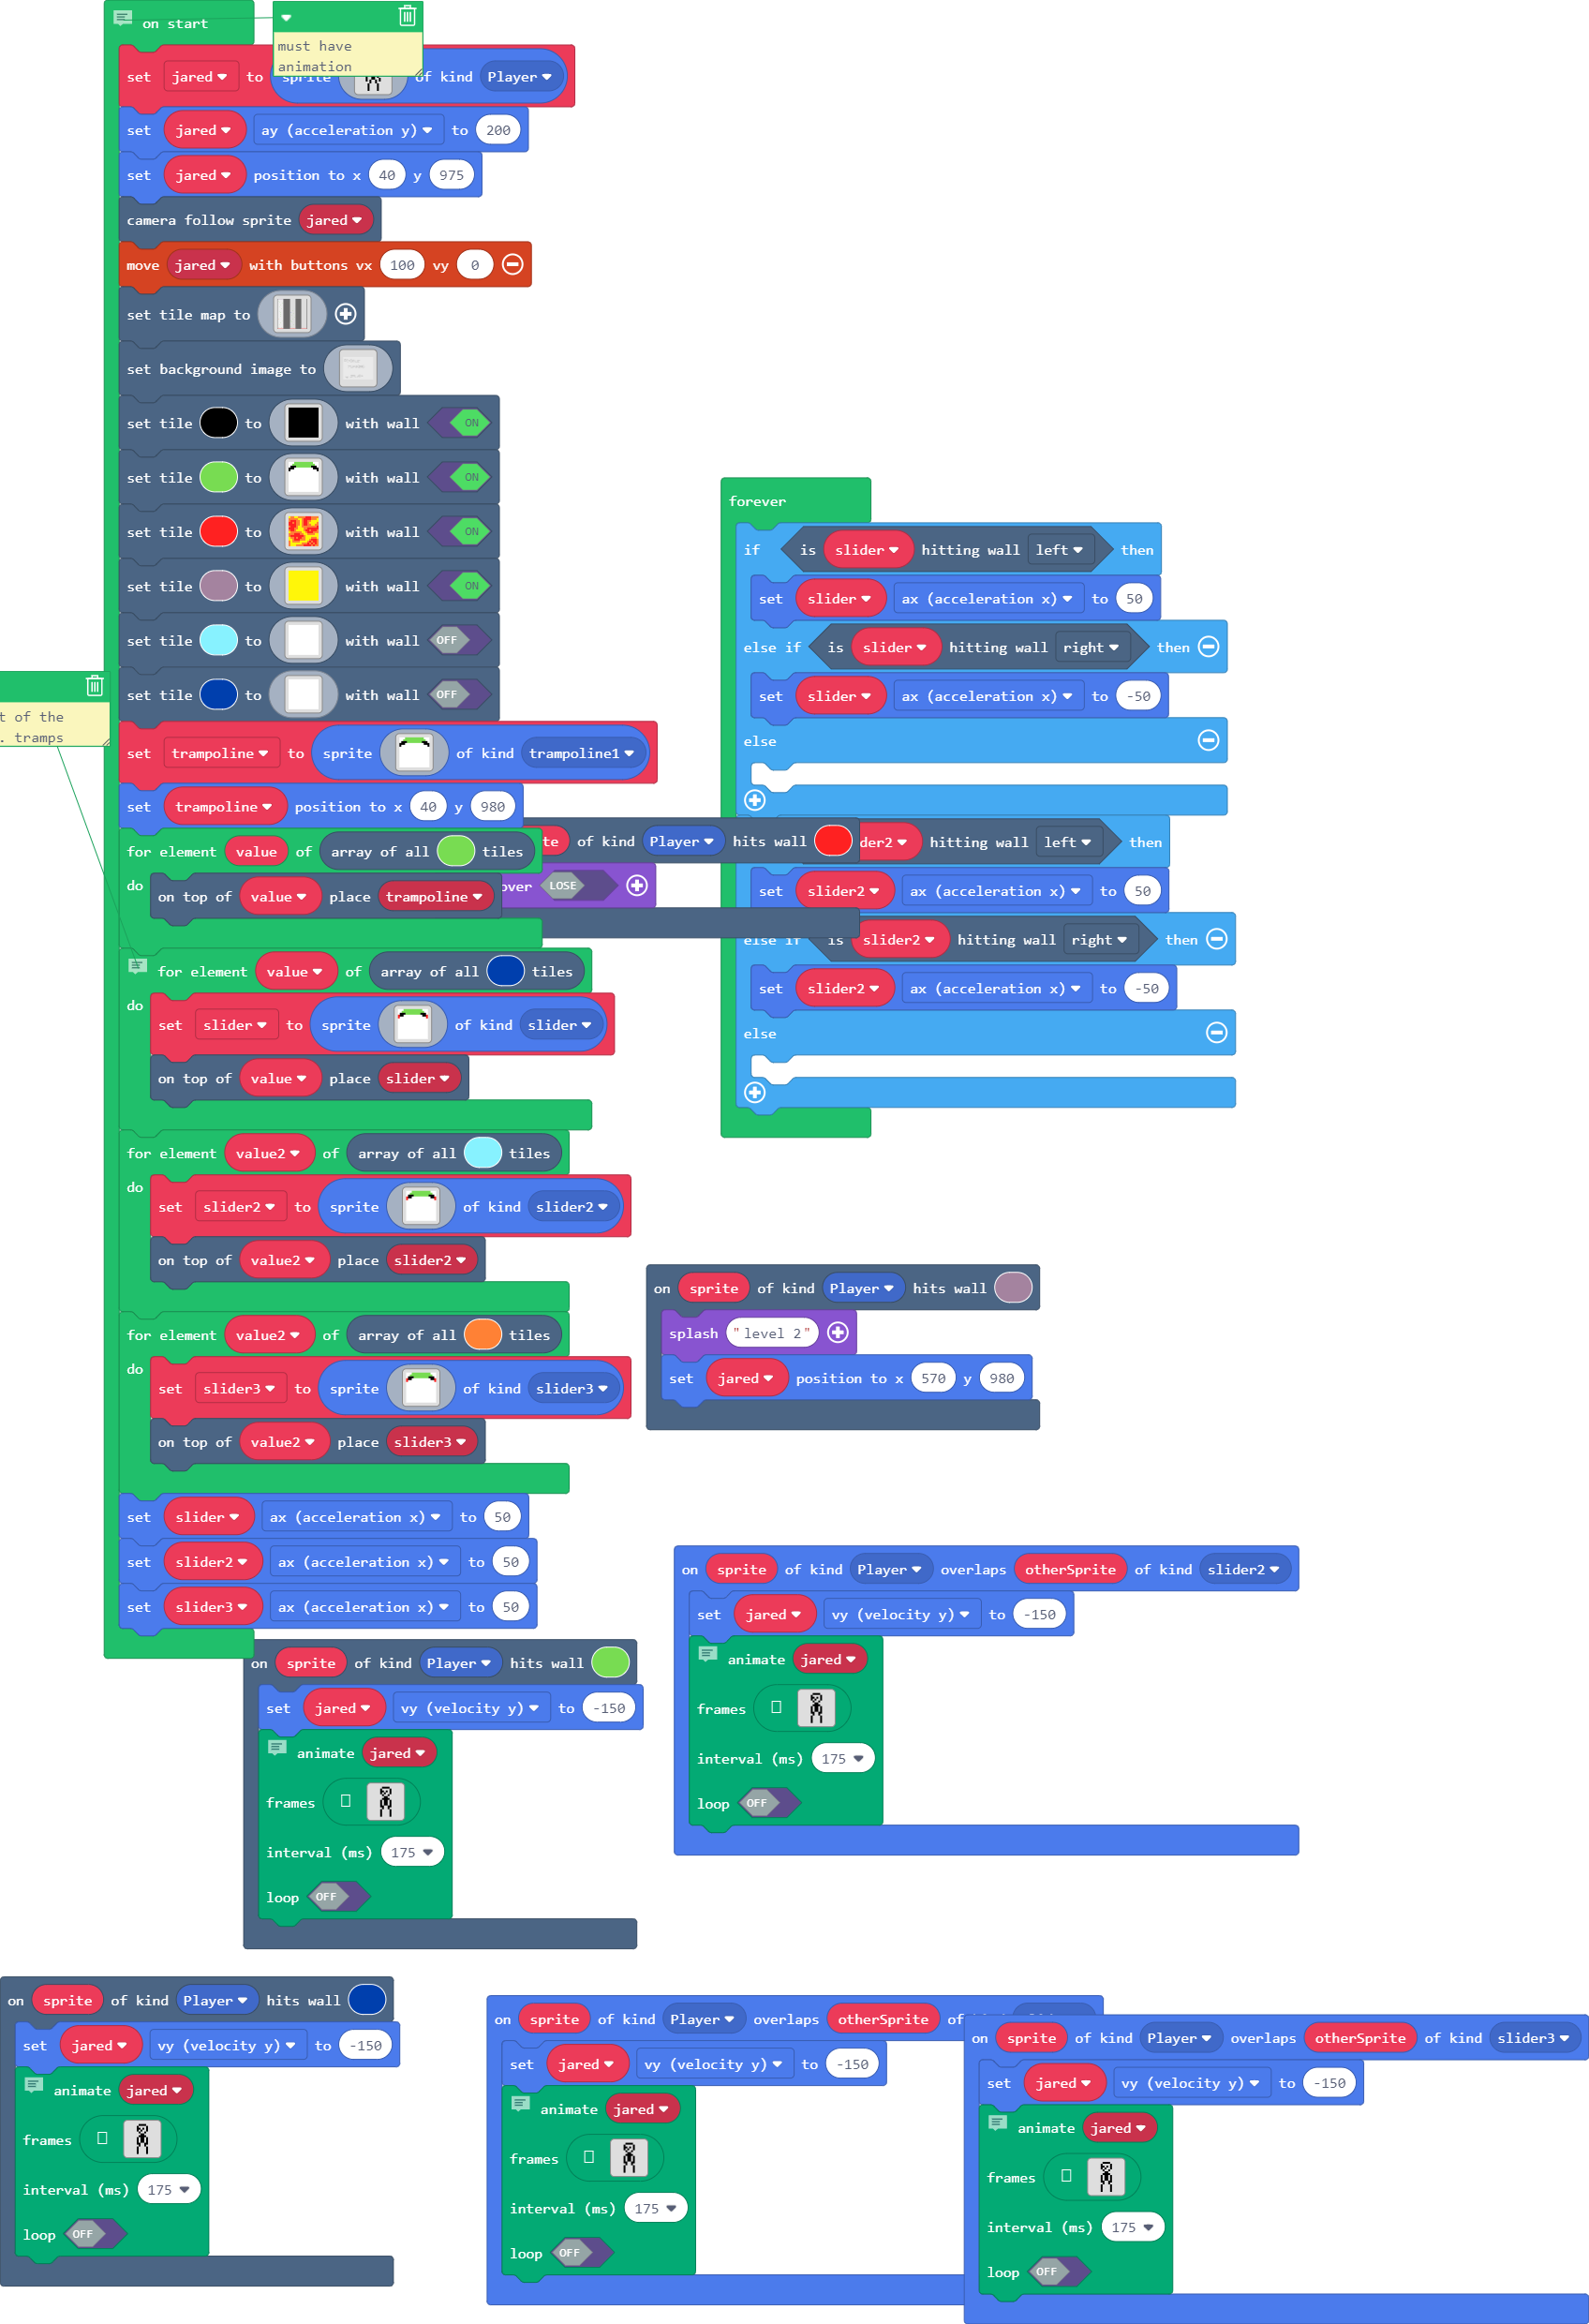 on start
must have
animation
set jared to sprite of kind Player
set jared ay (acceleration y) to 200
set jared position to x 40 y 975
camera follow sprite jared
move jared with buttons vx 100 vy 0
set tile map to
set background image to
set tile to with wall ON
set tile to with wall ON
set tile to with wall ON
set tile to with wall ON
set tile to with wall OFF
set tile to with wall OFF
t of the
. tramps
set trampoline to sprite of kind trampoline1
set trampoline position to x 40 y 980
for element value of array of all tiles
do
on top of value place trampoline
for element value of array of all tiles
do
set slider to sprite of kind slider
on top of value place slider
for element value2 of array of all tiles
do
set slider2 to sprite of kind slider2
on top of value2 place slider2
for element value2 of array of all tiles
do
set slider3 to sprite of kind slider3
on top of value2 place slider3
set slider ax (acceleration x) to 50
set slider2 ax (acceleration x) to 50
set slider3 ax (acceleration x) to 50
forever
if is slider hitting wall left then
set slider ax (acceleration x) to 50
else if is slider hitting wall right then
set slider ax (acceleration x) to -50
else
der2 hitting wall left then
set slider2 ax (acceleration x) to 50
else if is slider2 hitting wall right then
set slider2 ax (acceleration x) to -50
else
te of kind Player hits wall
over LOSE
on sprite of kind Player hits wall
splash "level 2"
set jared position to x 570 y 980
on sprite of kind Player overlaps otherSprite of kind slider2
set jared vy (velocity y) to -150
animate jared
frames
interval (ms) 175
loop OFF
on sprite of kind Player hits wall
set jared vy (velocity y) to -150
animate jared
frames
interval (ms) 175
loop OFF
on sprite of kind Player hits wall
set jared vy (velocity y) to -150
animate jared
frames
interval (ms) 175
loop OFF
on sprite of kind Player overlaps otherSprite of
set jared vy (velocity y) to -150
animate jared
frames
interval (ms) 175
loop OFF
on sprite of kind Player overlaps otherSprite of kind slider3
set jared vy (velocity y) to -150
animate jared
frames
interval (ms) 175
loop OFF